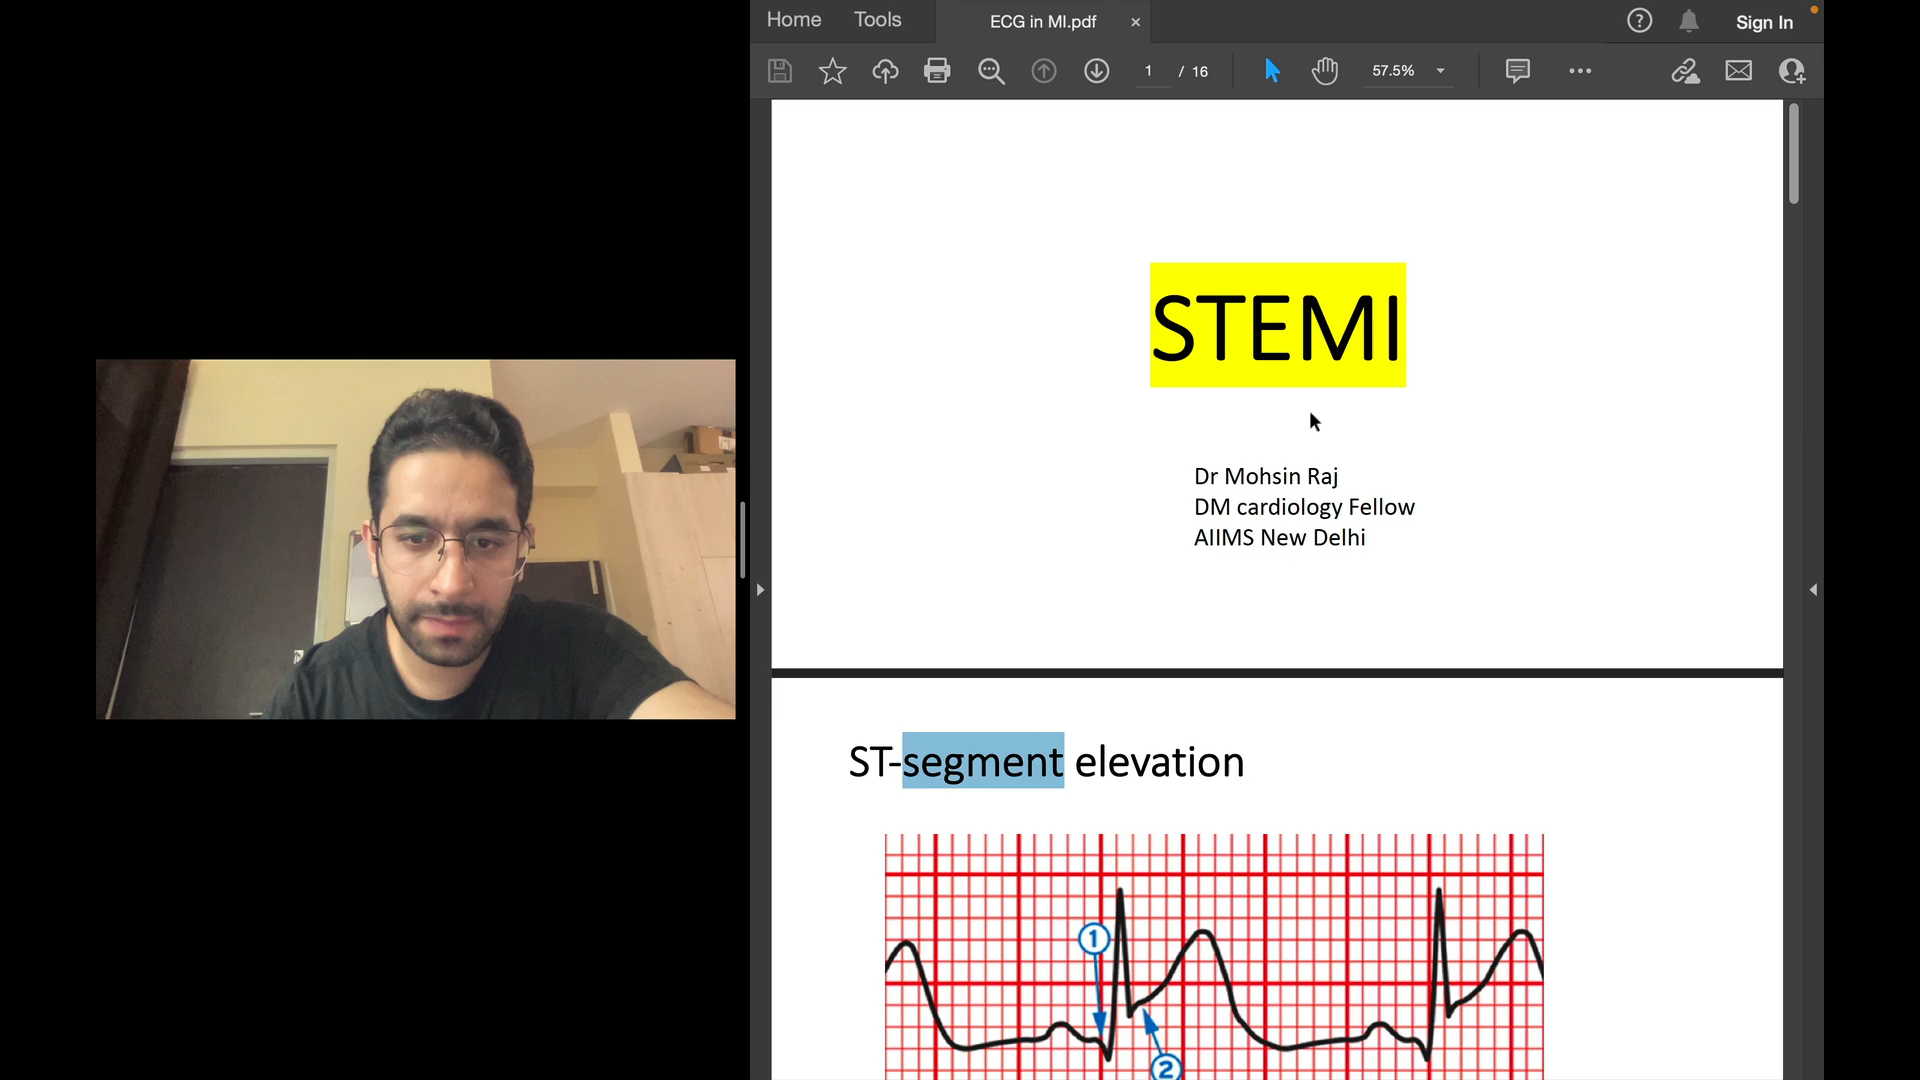 Home Tools ECG in MI.pdf × ? Sign In
1 / 16 57.5%
STEMI
Dr Mohsin Raj
DM cardiology Fellow
AIIMS New Delhi
ST-segment elevation
1
2